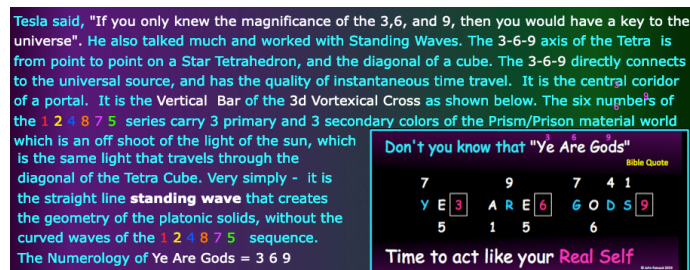 Tesla said, "If you only knew the magnificance of the 3,6, and 9, then you would have a key to the
universe". He also talked much and worked with Standing Waves. The 3-6-9 axis of the Tetra is
from point to point on a Star Tetrahedron, and the diagonal of a cube. The 3-6-9 directly connects
to the universal source, and has the quality of instantaneous time travel. It is the central coridor
of a portal. It is the Vertical Bar of the 3d Vortexical Cross as shown below. The six numbers of
the 1 2 4 8 7 5 series carry 3 primary and 3 secondary colors of the Prism/Prison material world
which is an off shoot of the light of the sun, which
is the same light that travels through the
diagonal of the Tetra Cube. Very simply - it is
the straight line standing wave that creates
the geometry of the platonic solids, without the
curved waves of the 1 2 4 8 7 5 sequence.
The Numerology of Ye Are Gods = 3 6 9
3 6 9
Don't you know that "Ye Are Gods"
Bible Quote
7 9 7 4 1
Y E 3 A R E 6 G O D S 9
5 1 5 6
Time to act like your Real Self